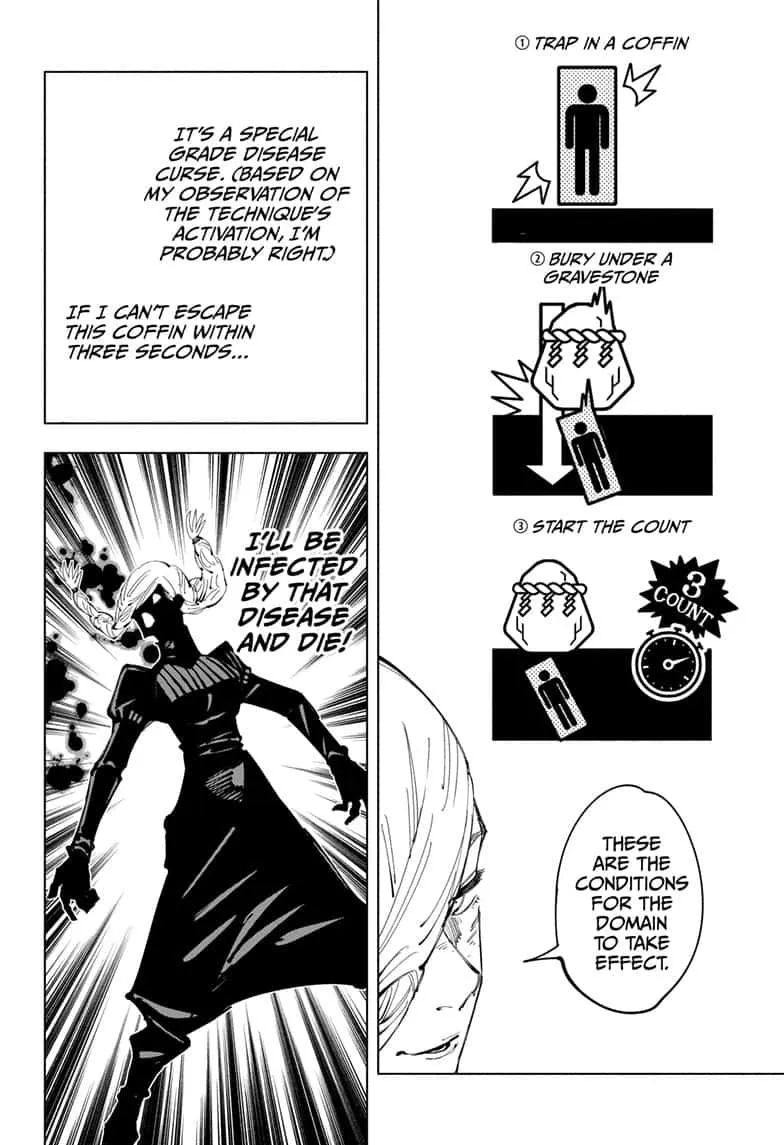 ① TRAP IN A COFFIN
② BURY UNDER A
GRAVESTONE
③ START THE COUNT
3
COUNT
THESE
ARE THE
CONDITIONS
FOR THE
DOMAIN
TO TAKE
EFFECT.
IT'S A SPECIAL
GRADE DISEASE
CURSE. (BASED ON
MY OBSERVATION OF
THE TECHNIQUE'S
ACTIVATION, I'M
PROBABLY RIGHT.)
IF I CAN'T ESCAPE
THIS COFFIN WITHIN
THREE SECONDS...
I'LL BE
INFECTED
BY THAT
DISEASE
AND DIE!